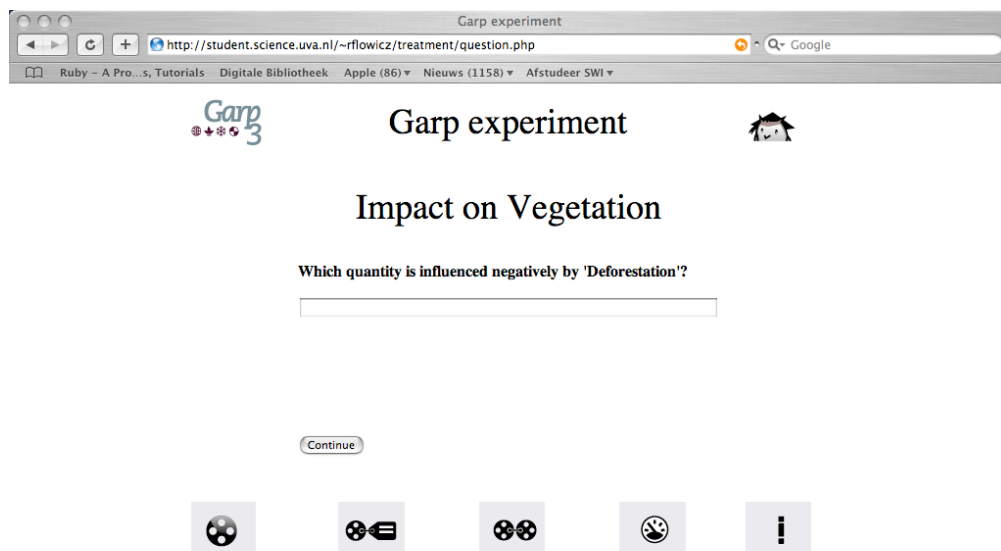 Garp experiment
http://student.science.uva.nl/~rflowicz/treatment/question.php
Google
Ruby – A Pro...s, Tutorials Digitale Bibliotheek Apple (86) Nieuws (1158) Afstudeer SWI
Garp
3
Garp experiment
Impact on Vegetation
Which quantity is influenced negatively by 'Deforestation'?
Continue
!